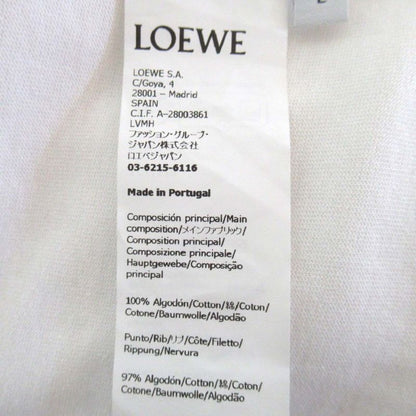 L
LOEWE
LOEWE S.A.
C/Goya, 4
28001 – Madrid
SPAIN
C.I.F. A-28003861
LVMH
ファッション・グループ・
ジャパン株式会社
ロエベジャパン
03-6215-6116
Made in Portugal
Composición principal/Main
composition/メインファブリック/
Composition principal/
Composizione principale/
Hauptgewebe/Composição
principal
100% Algodón/Cotton/綿/Coton/
Cotone/Baumwolle/Algodão
Punto/Rib/リブ/Côte/Filetto/
Rippung/Nervura
97% Algodón/Cotton/綿/Coton/
Cotone/Baumwolle/Algodão